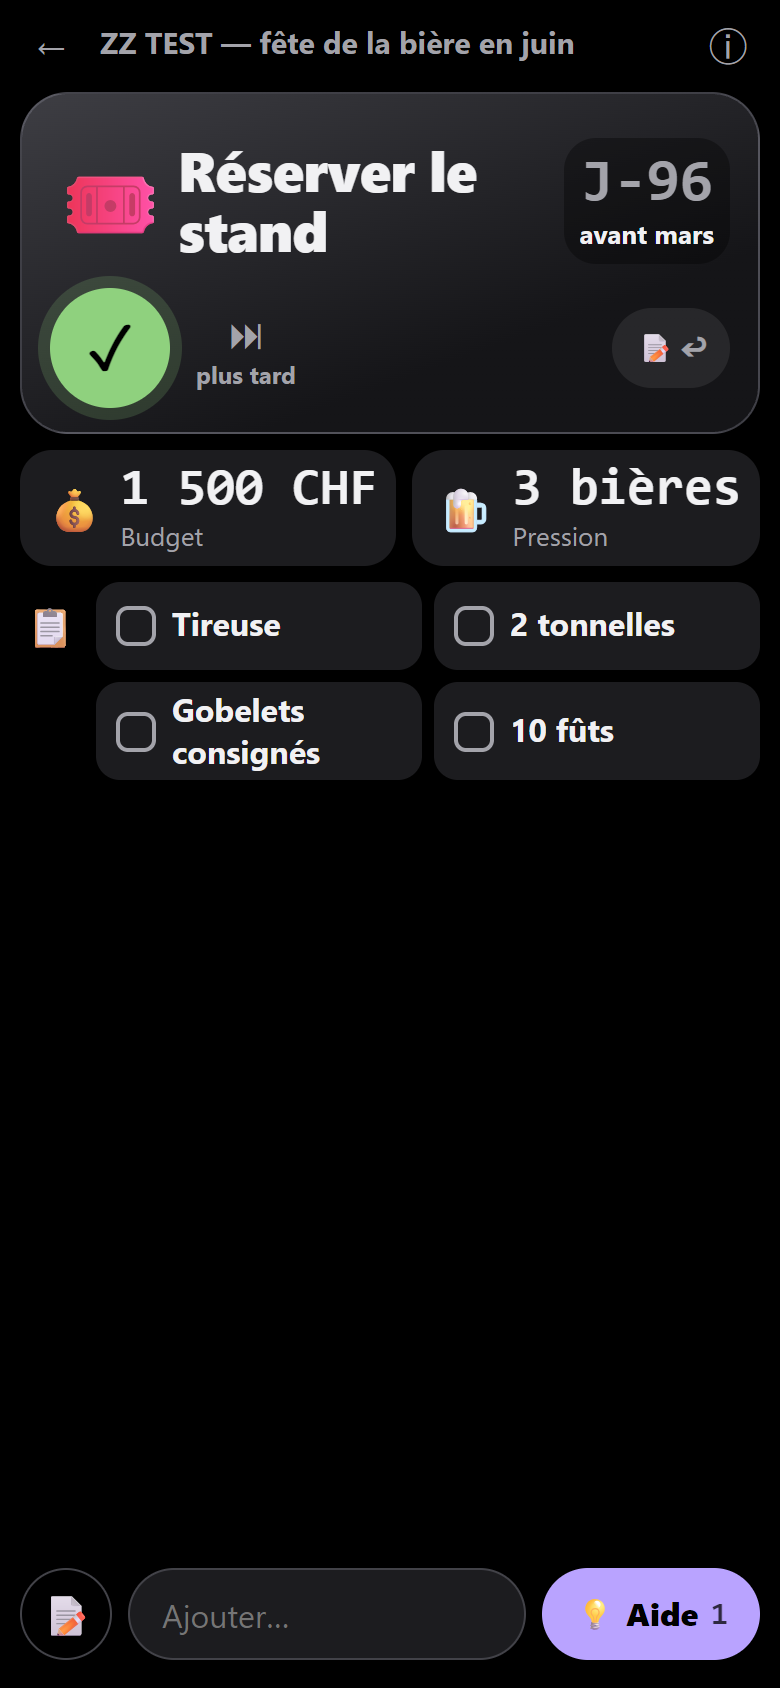 ZZ TEST — fête de la bière en juin
Réserver le
stand
J-96
avant mars
plus tard
1 500 CHF
Budget
3 bières
Pression
Tireuse
2 tonnelles
Gobelets
consignés
10 fûts
Ajouter...
Aide 1